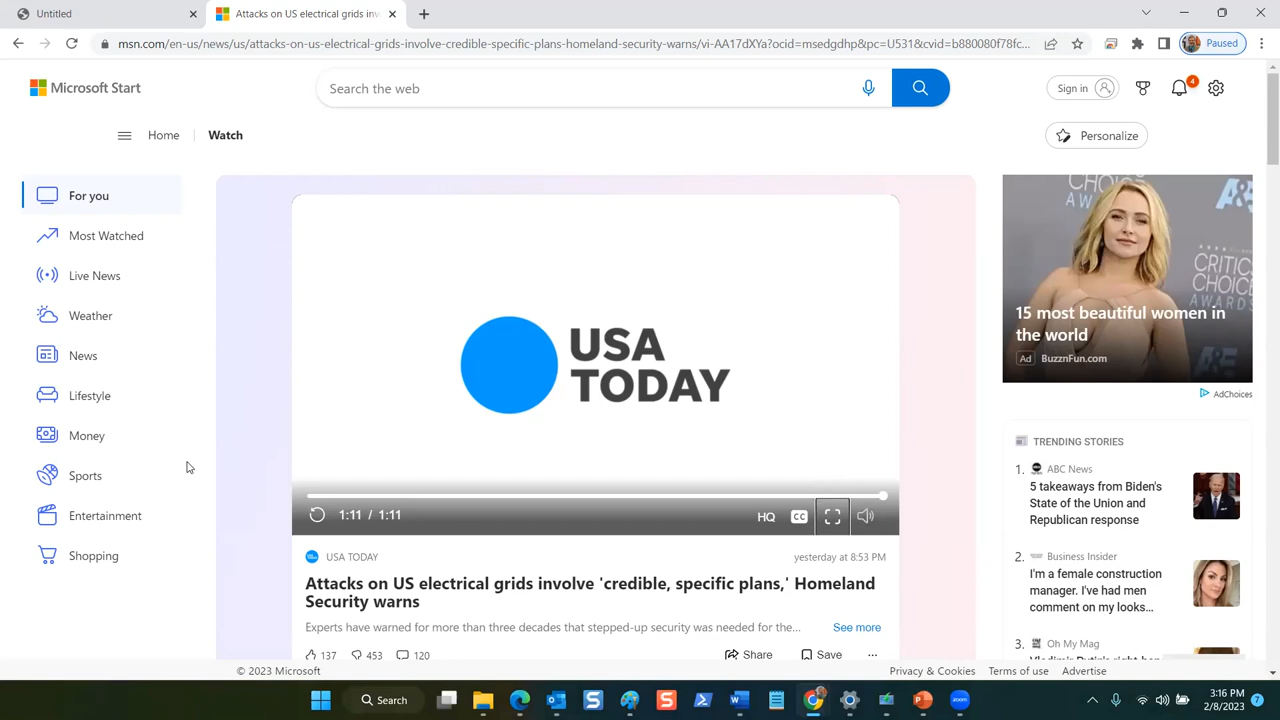 Untitled
Attacks on US electrical grids inv
msn.com/en-us/news/us/attacks-on-us-electrical-grids-involve-credible-specific-plans-homeland-security-warns/vi-AA17dXYa?ocid=msedgdhp&pc=U531&cvid=b880080f78fc...
Paused
Microsoft Start
Search the web
Sign in
4
Home
Watch
Personalize
For you
Most Watched
Live News
Weather
News
Lifestyle
Money
Sports
Entertainment
Shopping
USA
TODAY
1:11 / 1:11
HQ
CC
USA TODAY
yesterday at 8:53 PM
Attacks on US electrical grids involve 'credible, specific plans,' Homeland
Security warns
Experts have warned for more than three decades that stepped-up security was needed for the...
See more
137
453
120
Share
Save
...
CHOICE
AWA
A&E
CRITICS
CHOICE
AWARDS
15 most beautiful women in
the world
Ad
BuzznFun.com
AdChoices
TRENDING STORIES
1.
ABC News
5 takeaways from Biden's
State of the Union and
Republican response
2.
Business Insider
I'm a female construction
manager. I've had men
comment on my looks...
3.
Oh My Mag
© 2023 Microsoft
Privacy & Cookies
Terms of use
Advertise
Search
zoom
3:16 PM
2/8/2023
7